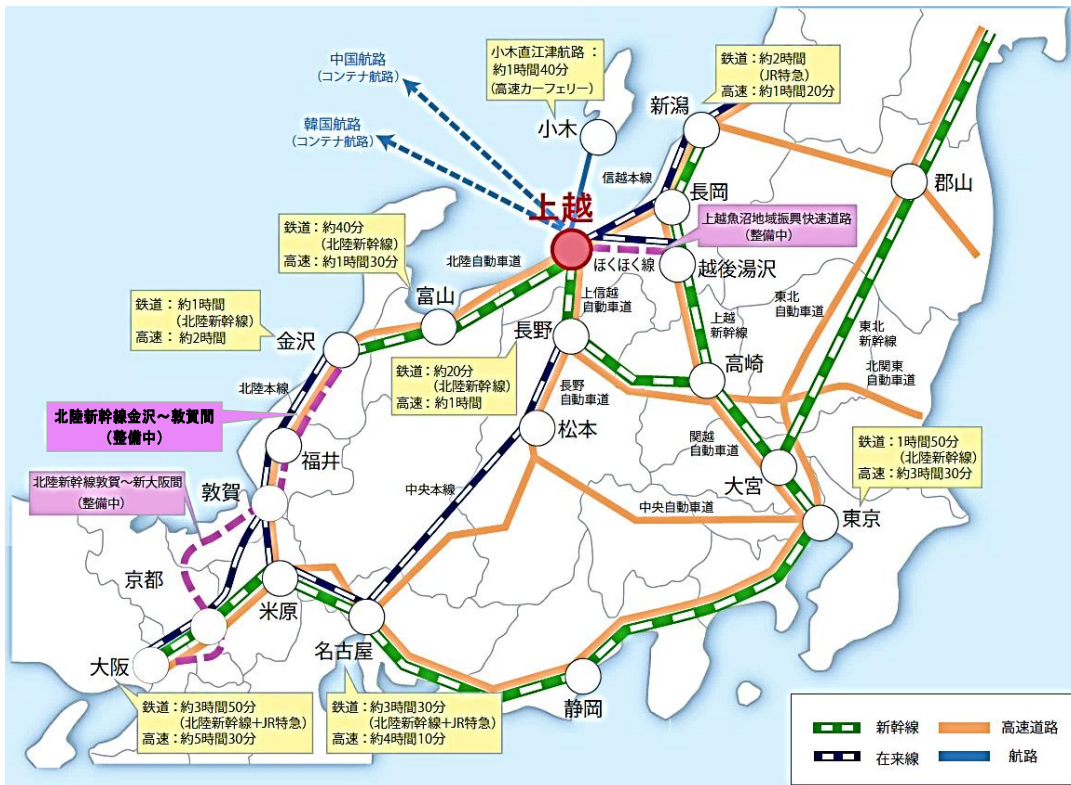 中国航路
(コンテナ航路)
韓国航路
(コンテナ航路)
小木直江津航路：
約1時間40分
(高速カーフェリー)
小木
鉄道：約2時間
(JR特急)
高速：約1時間20分
新潟
信越本線
長岡
郡山
上越
上越魚沼地域振興快速道路
(整備中)
ほくほく線
越後湯沢
鉄道：約40分
(北陸新幹線)
高速：約1時間30分
北陸自動車道
富山
上信越
自動車道
東北
自動車道
東北
新幹線
上越
新幹線
北関東
自動車道
鉄道：約1時間
(北陸新幹線)
高速：約2時間
金沢
長野
高崎
約20分
(北陸新幹線)
高速：約1時間
長野
自動車道
北陸本線
北陸新幹線金沢～敦賀間
(整備中)
松本
関越
自動車道
鉄道：1時間50分
(北陸新幹線)
高速：約3時間30分
福井
北陸新幹線敦賀～新大阪間
(整備中)
敦賀
中央本線
大宮
中央自動車道
東京
京都
米原
大阪
名古屋
静岡
鉄道：約3時間50分
(北陸新幹線+JR特急)
高速：約5時間30分
鉄道：約3時間30分
(北陸新幹線+JR特急)
高速：約4時間10分
新幹線
高速道路
在来線
航路